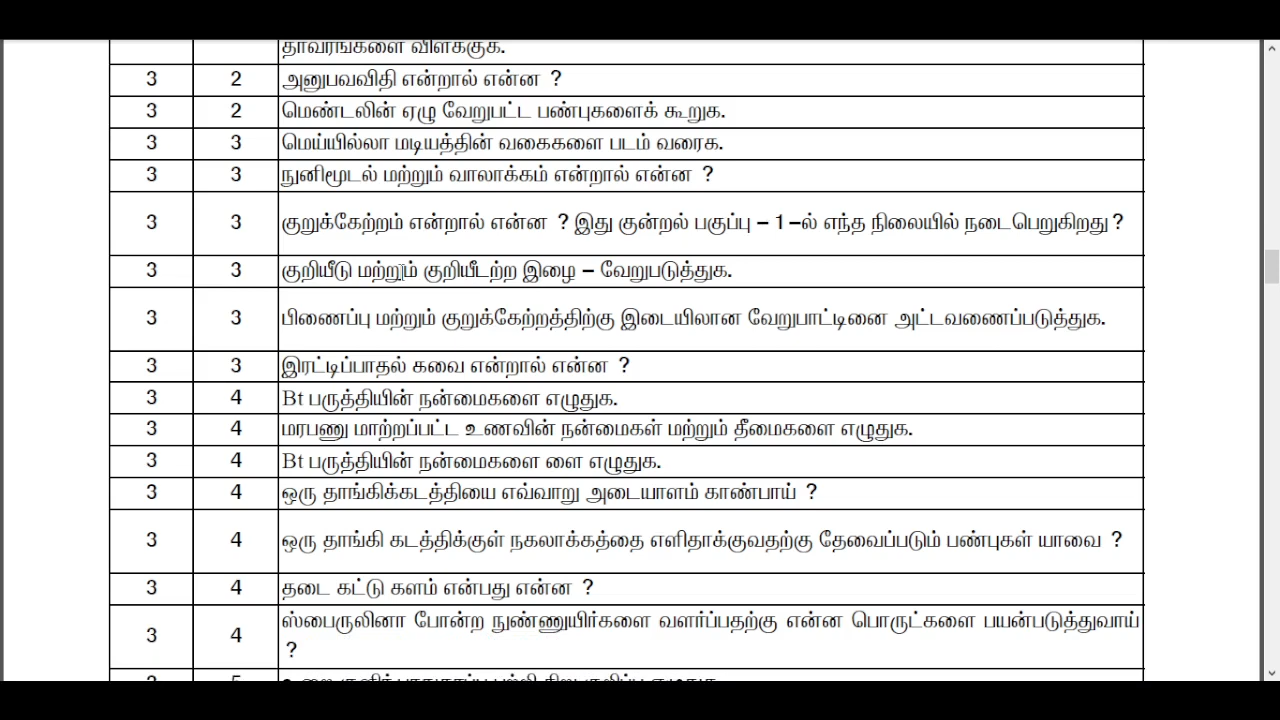 தாவரங்களை விளக்குக.
3 2 அனுபவவிதி என்றால் என்ன ?
3 2 மெண்டலின் ஏழு வேறுபட்ட பண்புகளைக் கூறுக.
3 3 மெய்யில்லா மடியத்தின் வகைகளை படம் வரைக.
3 3 நுனிமூடல் மற்றும் வாலாக்கம் என்றால் என்ன ?
3 3 குறுக்கேற்றம் என்றால் என்ன ? இது குன்றல் பகுப்பு – 1 –ல் எந்த நிலையில் நடைபெறுகிறது ?
3 3 குறியீடு மற்றும் குறியீடற்ற இழை – வேறுபடுத்துக.
3 3 பிணைப்பு மற்றும் குறுக்கேற்றத்திற்கு இடையிலான வேறுபாட்டினை அட்டவணைப்படுத்துக.
3 3 இரட்டிப்பாதல் கவை என்றால் என்ன ?
3 4 Bt பருத்தியின் நன்மைகளை எழுதுக.
3 4 மரபணு மாற்றப்பட்ட உணவின் நன்மைகள் மற்றும் தீமைகளை எழுதுக.
3 4 Bt பருத்தியின் நன்மைகளை ளை எழுதுக.
3 4 ஒரு தாங்கிக்கடத்தியை எவ்வாறு அடையாளம் காண்பாய் ?
3 4 ஒரு தாங்கி கடத்திக்குள் நகலாக்கத்தை எளிதாக்குவதற்கு தேவைப்படும் பண்புகள் யாவை ?
3 4 தடை கட்டு களம் என்பது என்ன ?
3 4 ஸ்பைருலினா போன்ற நுண்ணுயிர்களை வளர்ப்பதற்கு என்ன பொருட்களை பயன்படுத்துவாய்
?